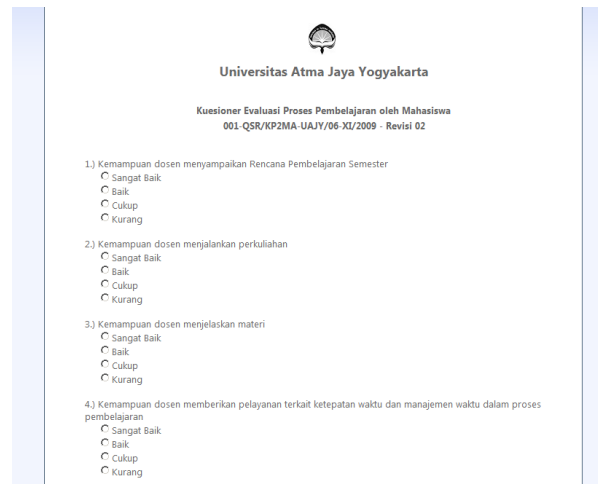 Universitas Atma Jaya Yogyakarta
Kuesioner Evaluasi Proses Pembelajaran oleh Mahasiswa
001-QSR/KP2MA-UAJY/06-XI/2009 - Revisi 02
1.) Kemampuan dosen menyampaikan Rencana Pembelajaran Semester
Sangat Baik
Baik
Cukup
Kurang
2.) Kemampuan dosen menjalankan perkuliahan
Sangat Baik
Baik
Cukup
Kurang
3.) Kemampuan dosen menjelaskan materi
Sangat Baik
Baik
Cukup
Kurang
4.) Kemampuan dosen memberikan pelayanan terkait ketepatan waktu dan manajemen waktu dalam proses
pembelajaran
Sangat Baik
Baik
Cukup
Kurang